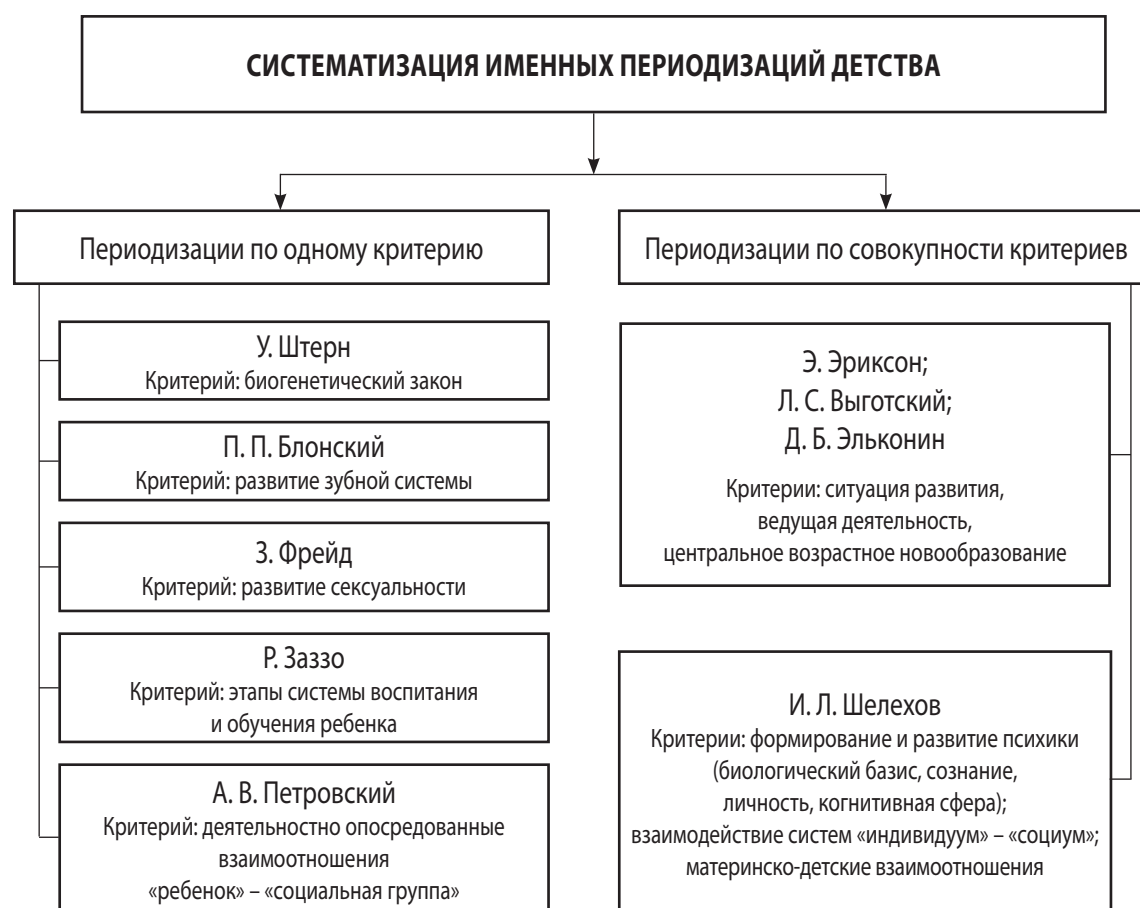 СИСТЕМАТИЗАЦИЯ ИМЕННЫХ ПЕРИОДИЗАЦИЙ ДЕТСТВА
Периодизации по одному критерию
У. Штерн
Критерий: биогенетический закон
П. П. Блонский
Критерий: развитие зубной системы
З. Фрейд
Критерий: развитие сексуальности
Р. Заззо
Критерий: этапы системы воспитания
и обучения ребенка
А. В. Петровский
Критерий: деятельностно опосредованные
взаимоотношения
«ребенок» – «социальная группа»
Периодизации по совокупности критериев
Э. Эриксон;
Л. С. Выготский;
Д. Б. Эльконин
Критерии: ситуация развития,
ведущая деятельность,
центральное возрастное новообразование
И. Л. Шелехов
Критерии: формирование и развитие психики
(биологический базис, сознание,
личность, когнитивная сфера);
взаимодействие систем «индивидуум» – «социум»;
материнско-детские взаимоотношения